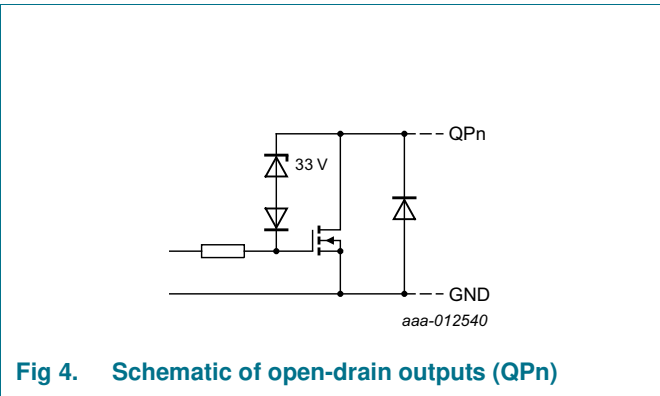 QPn
33 V
GND
aaa-012540
Fig 4. Schematic of open-drain outputs (QPn)